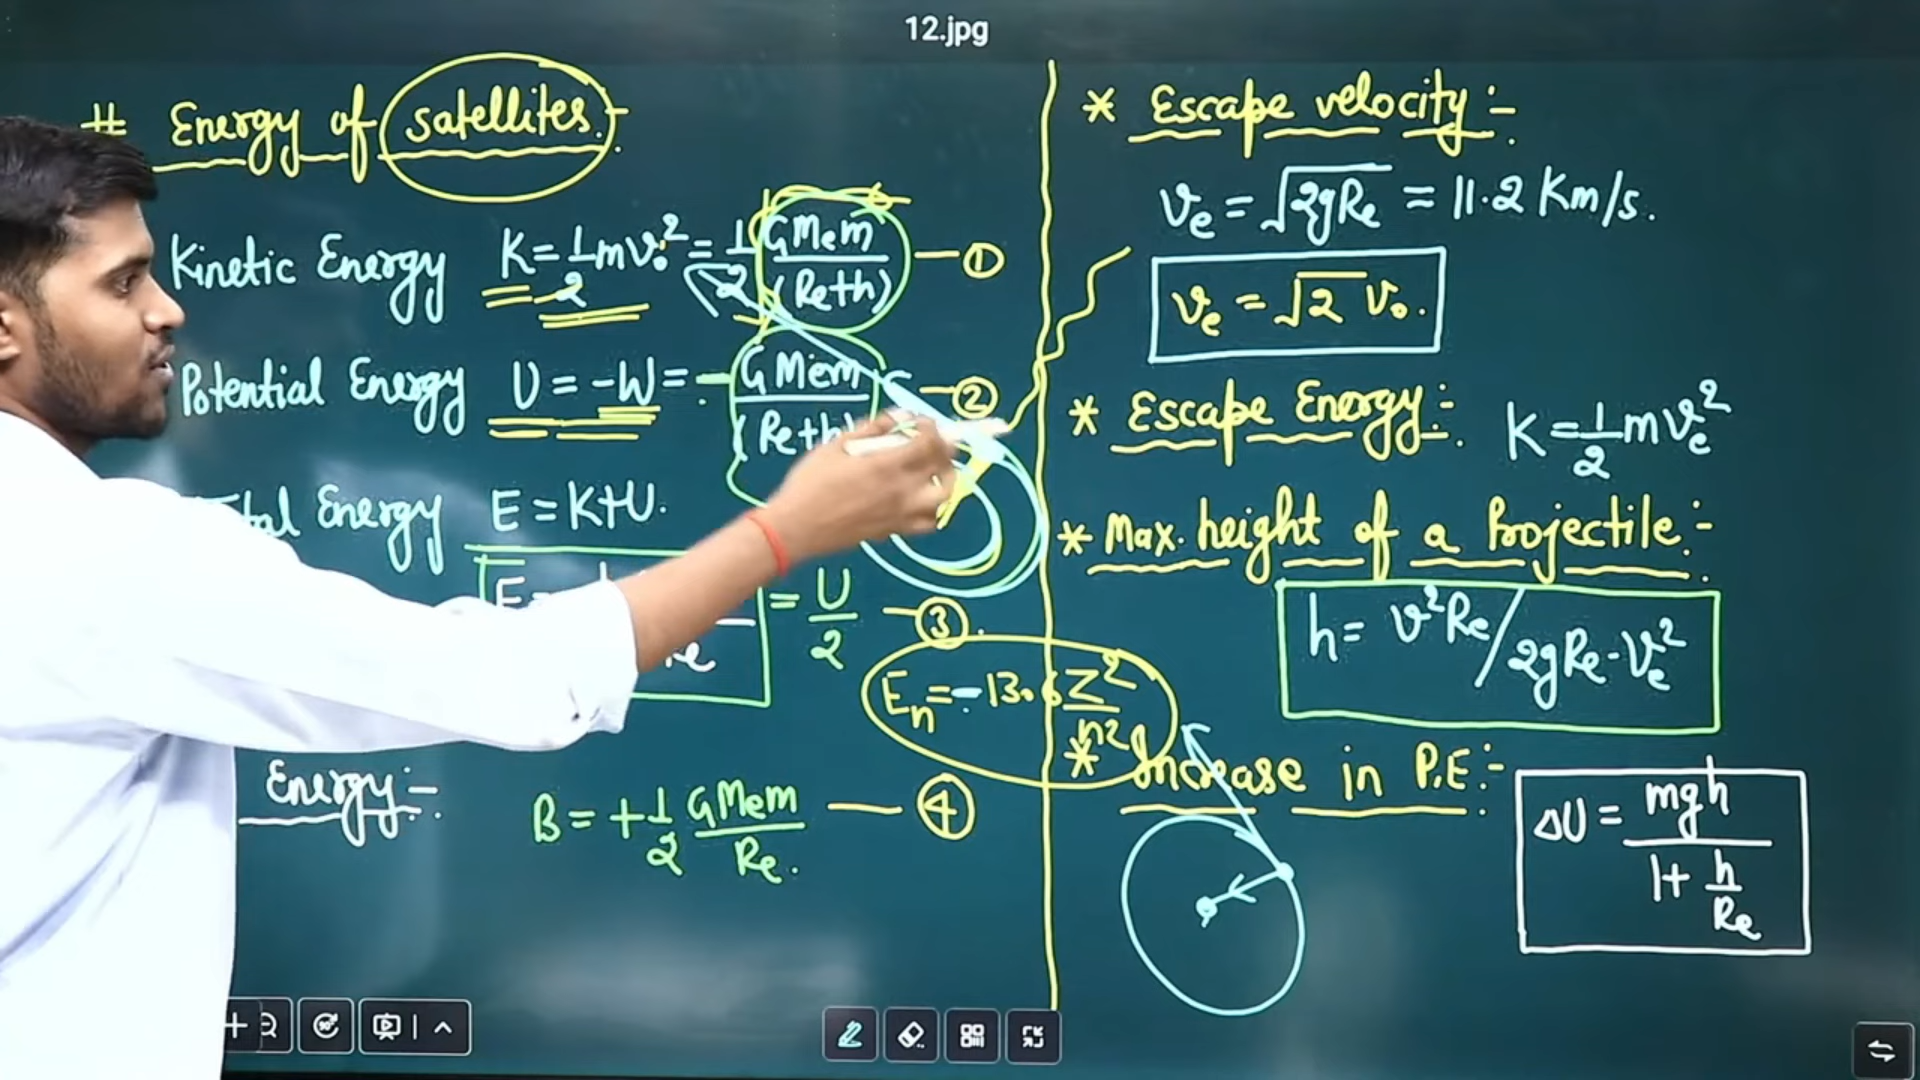 12.jpg
# Energy of satellites:-
Kinetic Energy K = 1/2 mv₀² = 1/2 GMem/(Re+h) — ①
Potential Energy U = -W = - GMem/(Re+h) — ②
Total Energy E = K+U.
E = = U/2 — ③.
En = -13.6 Z²/n²
Energy:-
B = + 1/2 GMem/Re. — ④
* Escape velocity:-
ve = √2gRe = 11.2 Km/s.
ve = √2 v₀.
* Escape Energy:- K = 1/2 mve²
* Max. height of a Projectile:-
h = v²Re/2gRe-Ve²
* Increase in P.E:-
ΔU = mgh/1+ h/Re
90°